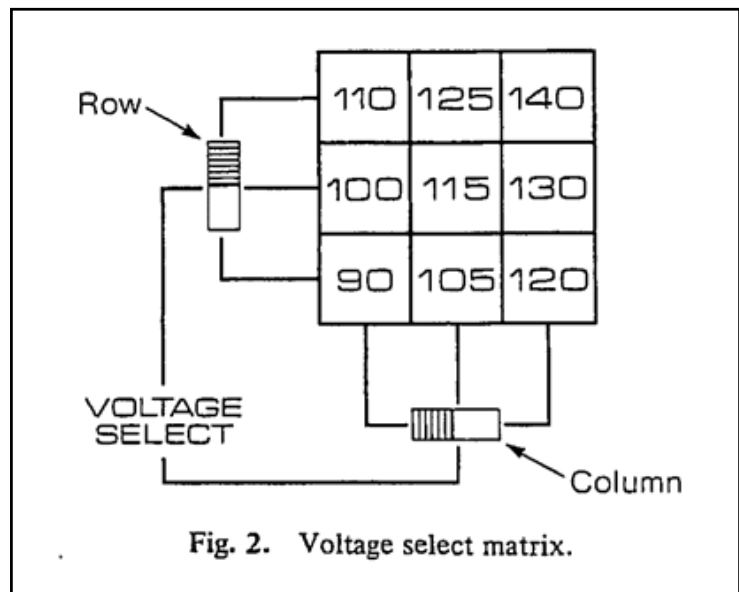 Row
110 125 140
100 115 130
90 105 120
VOLTAGE
SELECT
Column
Fig. 2. Voltage select matrix.